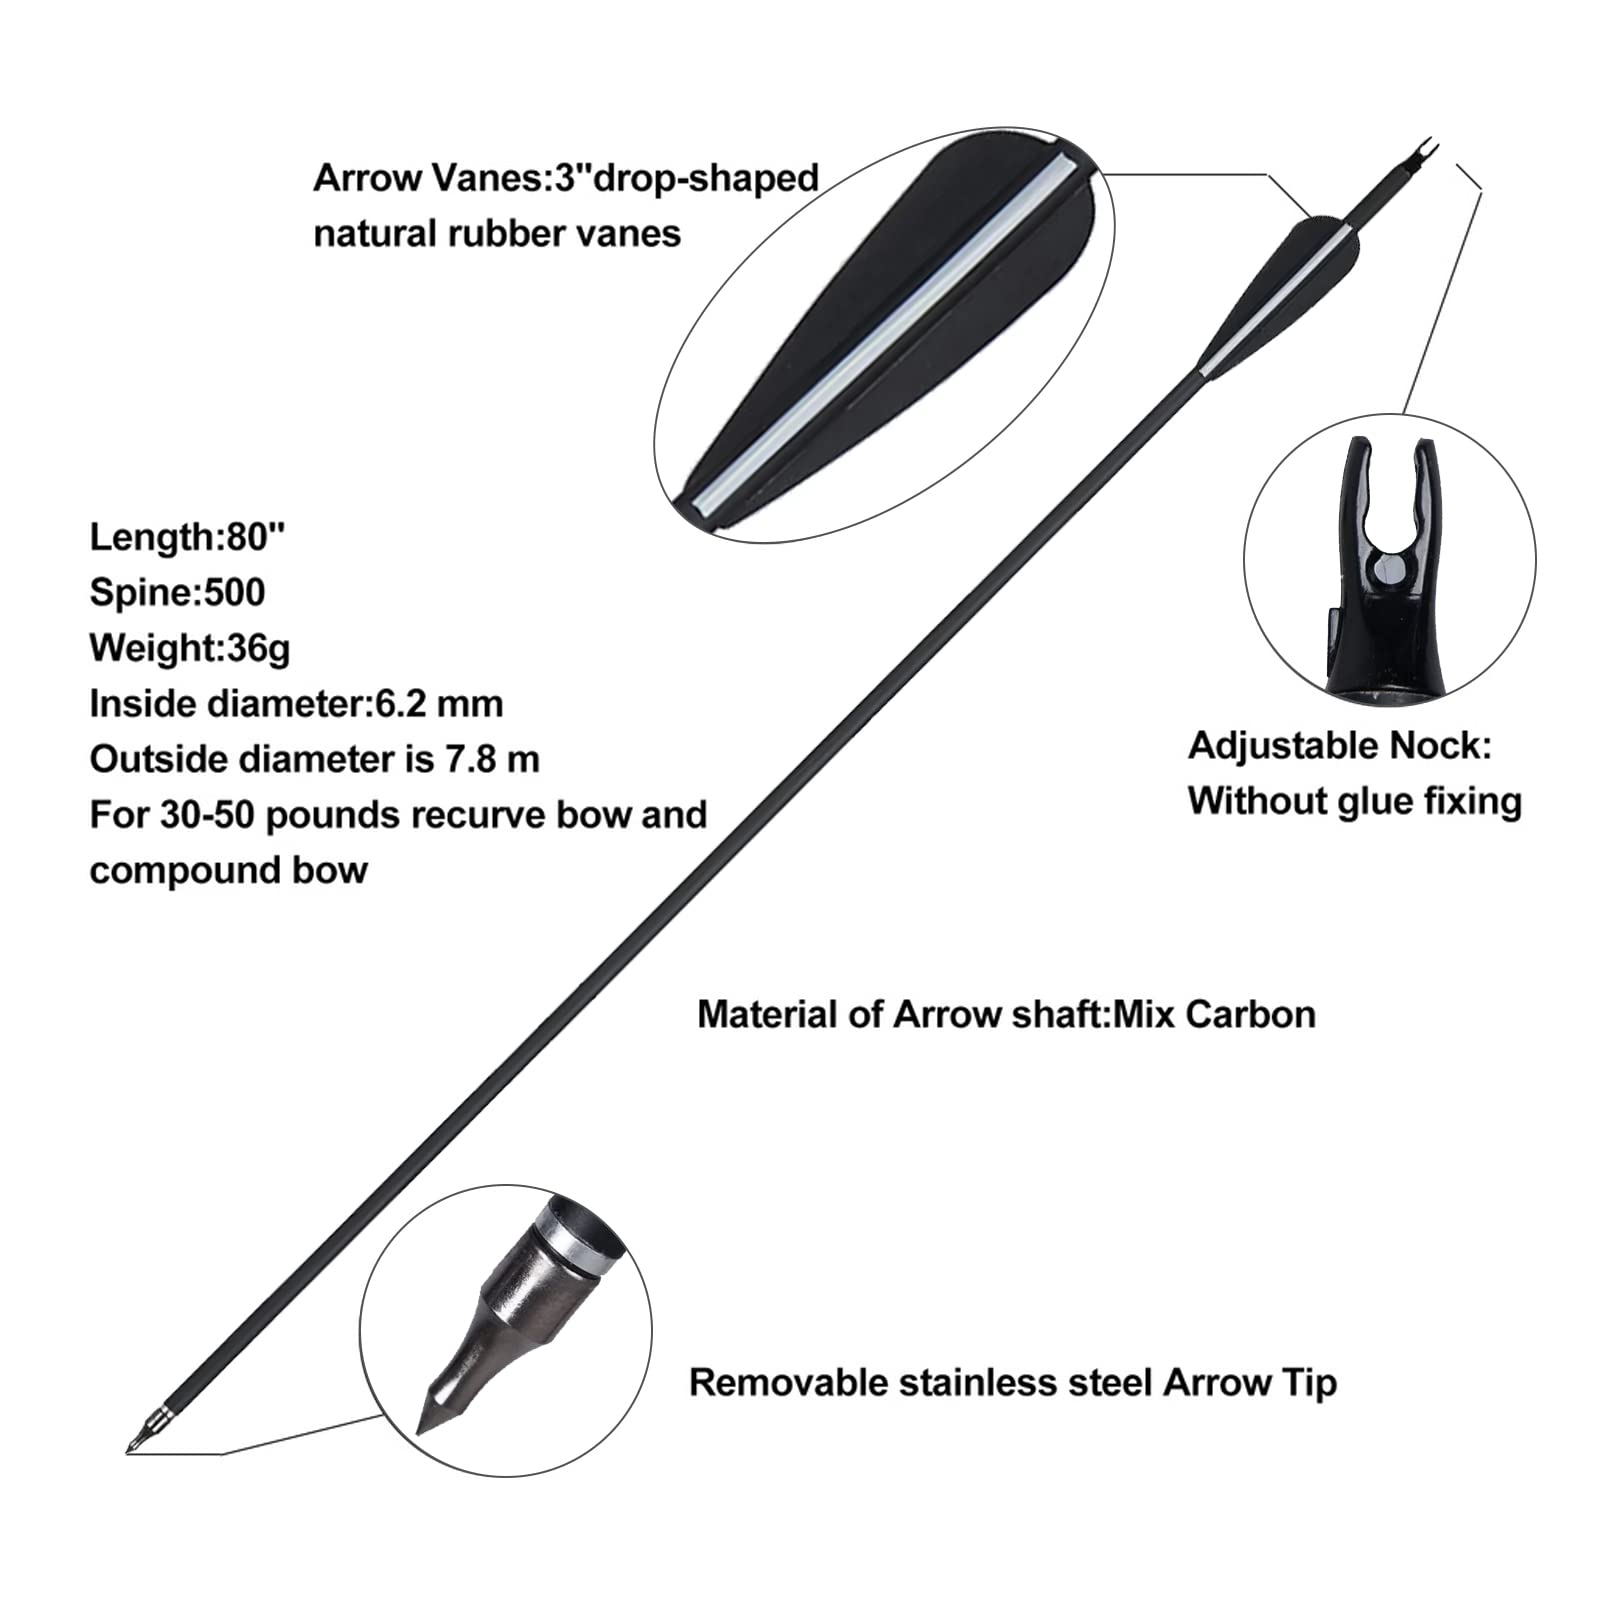 Arrow Vanes:3"drop-shaped
natural rubber vanes
Length:80"
Spine:500
Weight:36g
Inside diameter:6.2 mm
Outside diameter is 7.8 m
For 30-50 pounds recurve bow and
compound bow
Adjustable Nock:
Without glue fixing
Material of Arrow shaft:Mix Carbon
Removable stainless steel Arrow Tip